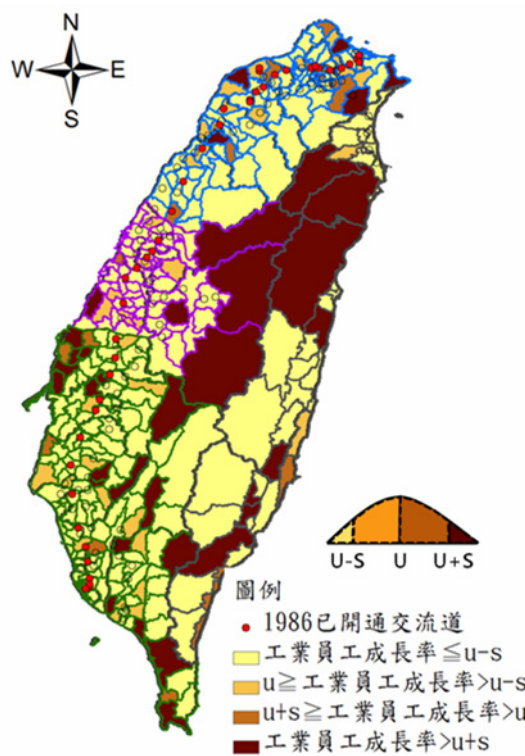 N
W E
S
U-S U U+S
圖例
1986已開通交流道
工業員工成長率≦u-s
u≧工業員工成長率>u-s
u+s≧工業員工成長率>u
工業員工成長率>u+s